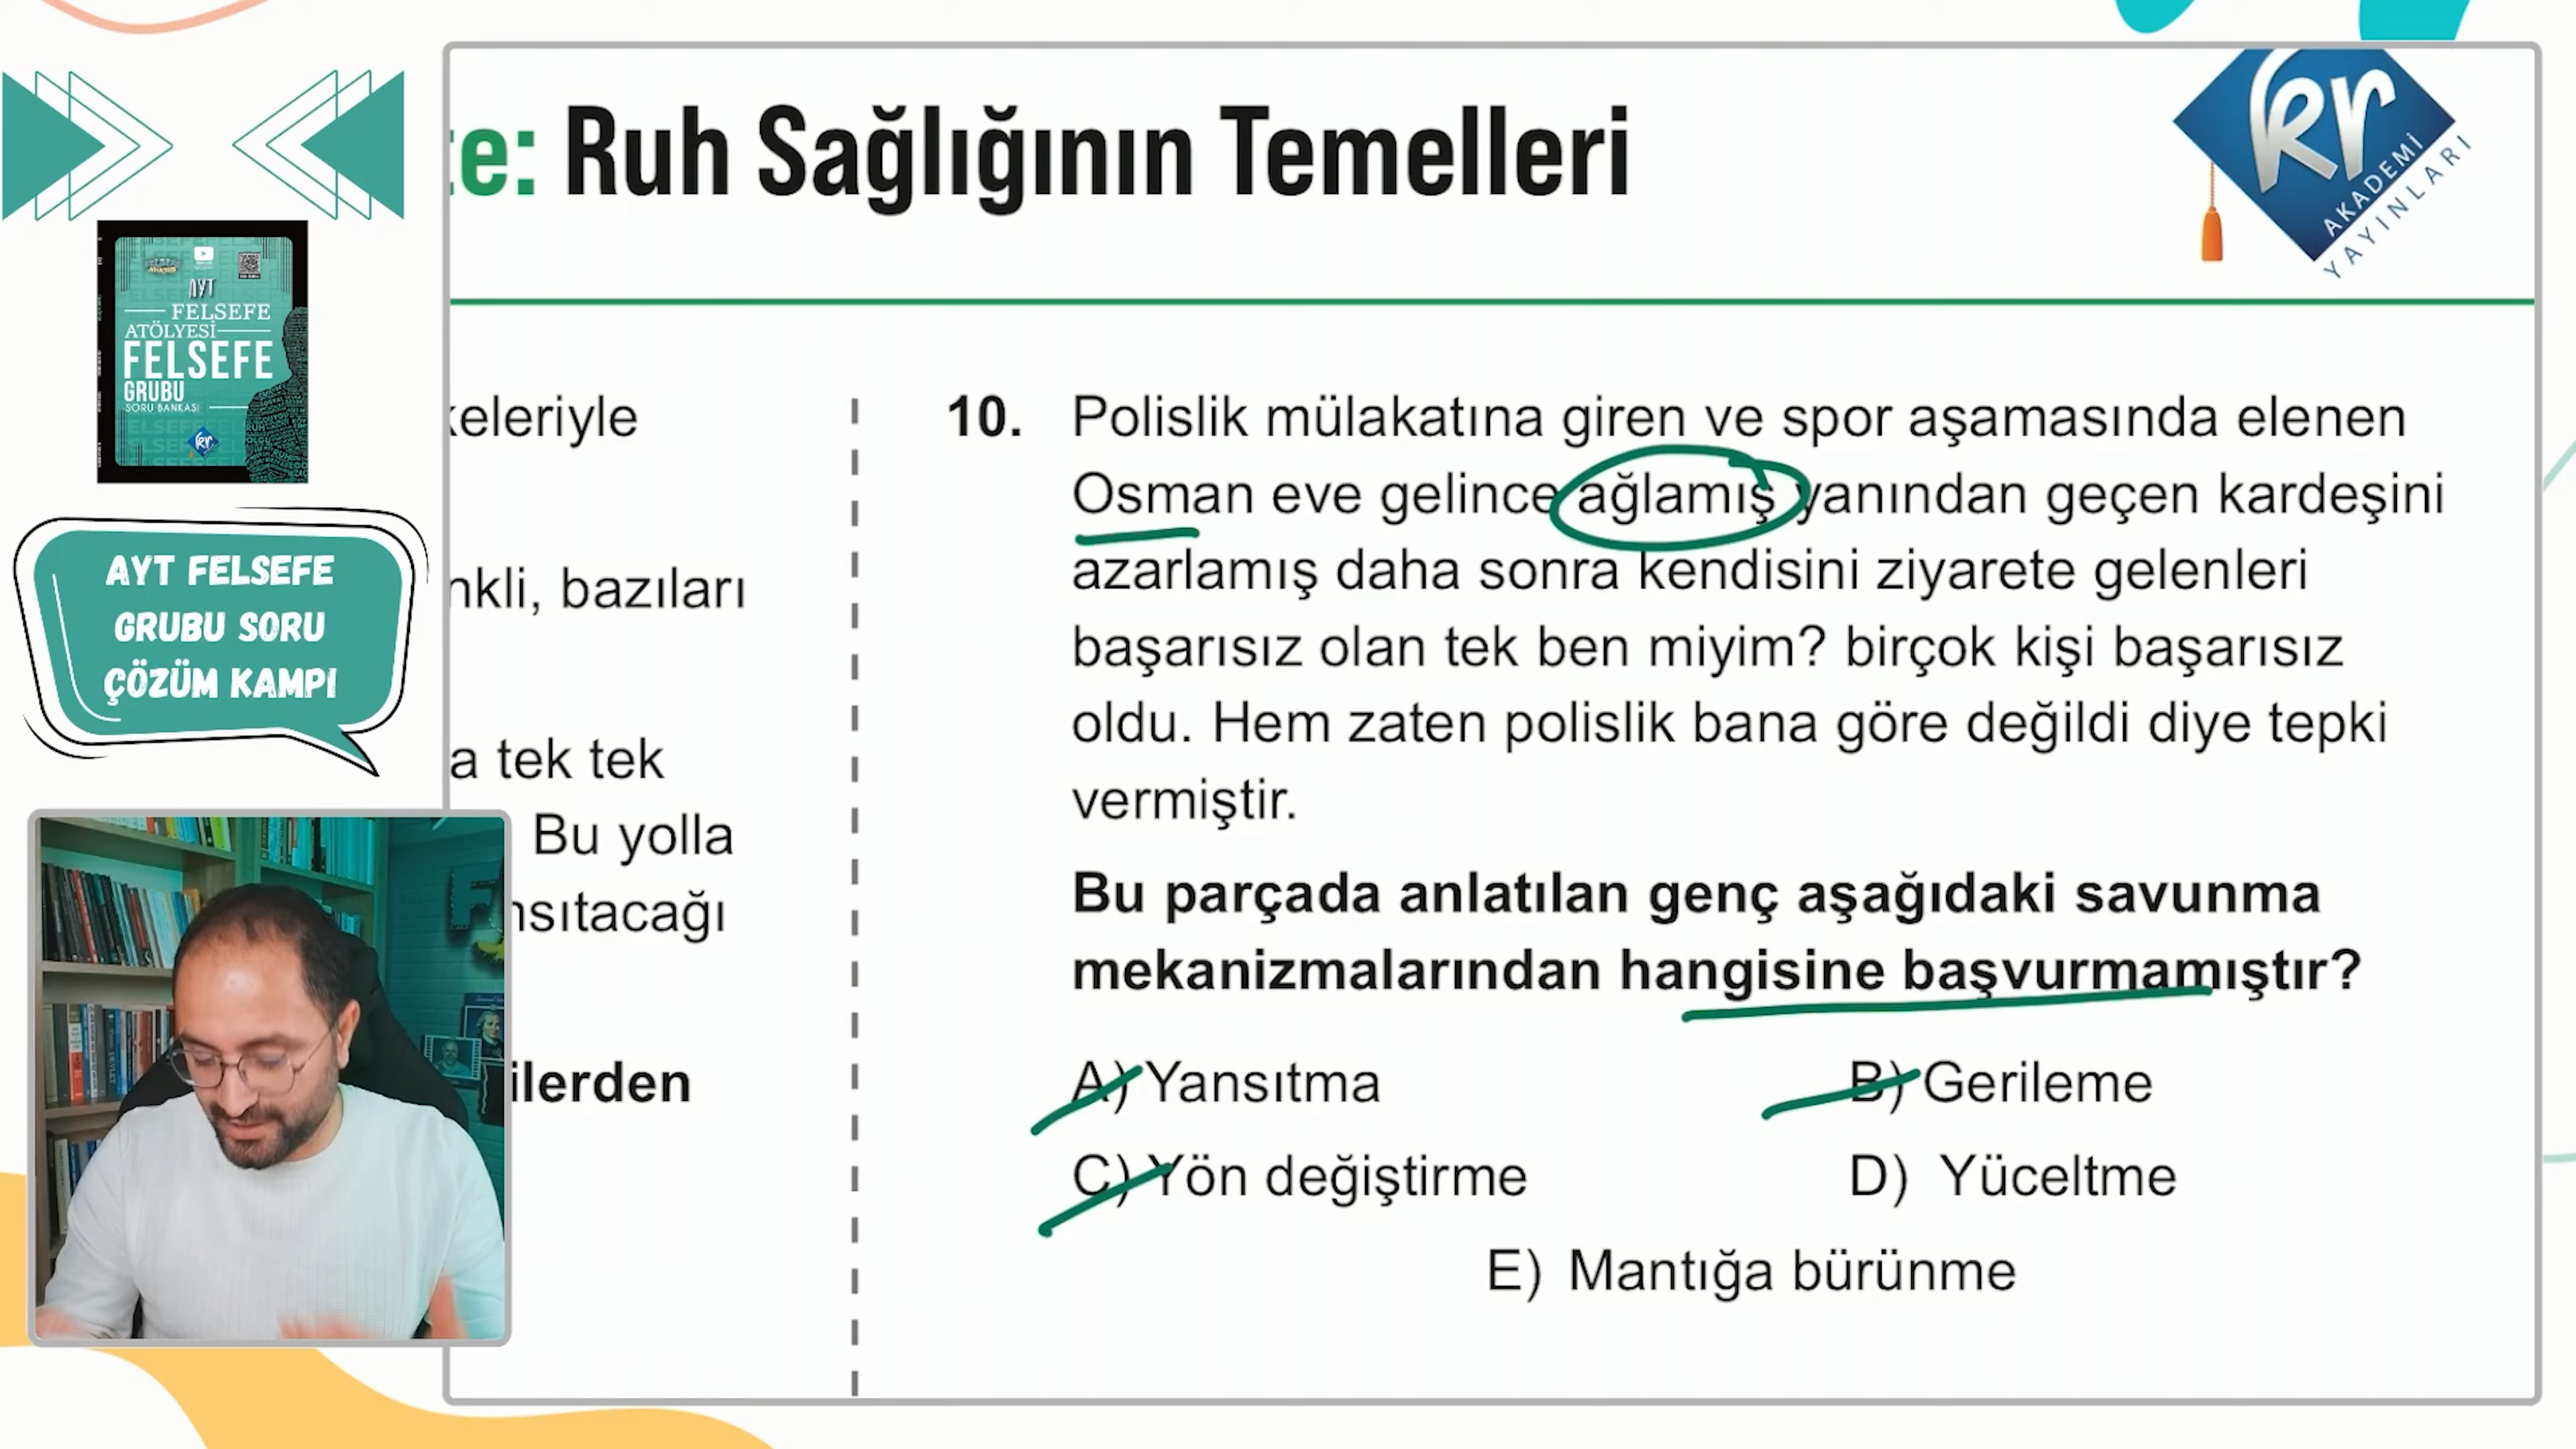 te: Ruh Sağlığının Temelleri
kr
AKADEMİ
YAYINLARI
AYT
FELSEFE
ATÖLYESİ
FELSEFE
GRUBU
SORU BANKASI
kr
AYT FELSEFE
GRUBU SORU
ÇÖZÜM KAMPI
keleriyle
nkli, bazıları
a tek tek
Bu yolla
nsıtacağı
ilerden
10. Polislik mülakatına giren ve spor aşamasında elenen
Osman eve gelince ağlamış yanından geçen kardeşini
azarlamış daha sonra kendisini ziyarete gelenleri
başarısız olan tek ben miyim? birçok kişi başarısız
oldu. Hem zaten polislik bana göre değildi diye tepki
vermiştir.
Bu parçada anlatılan genç aşağıdaki savunma
mekanizmalarından hangisine başvurmamıştır?
A) Yansıtma B) Gerileme
C) Yön değiştirme D) Yüceltme
E) Mantığa bürünme